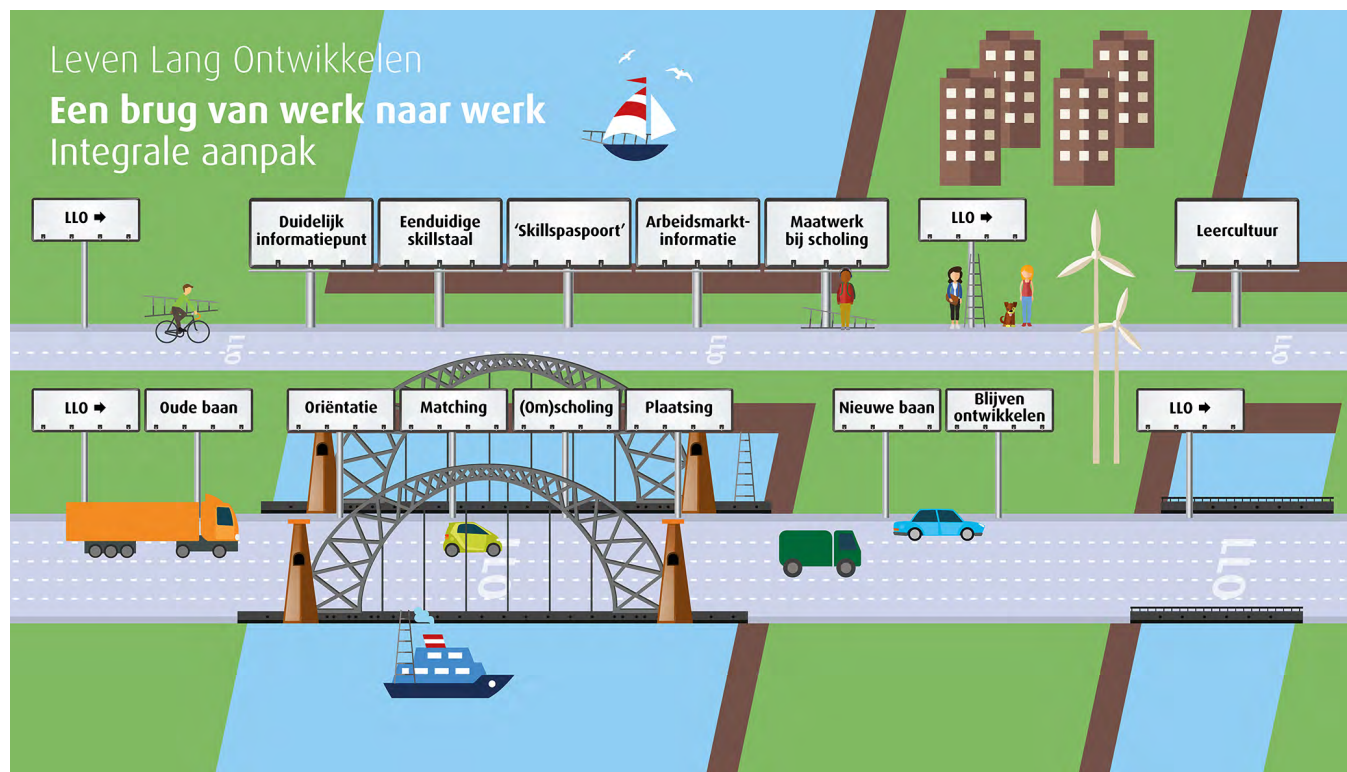 Leven Lang Ontwikkelen
Een brug van werk naar werk
Integrale aanpak
LLO ➡
Duidelijk
informatiepunt
Eenduidige
skillstaal
‘Skillspaspoort’
Arbeidsmarkt-
informatie
Maatwerk
bij scholing
LLO ➡
Leercultuur
LLO
LLO
LLO
LLO ➡
Oude baan
Oriëntatie
Matching
(Om)scholing
Plaatsing
Nieuwe baan
Blijven
ontwikkelen
LLO ➡
LLO
LLO